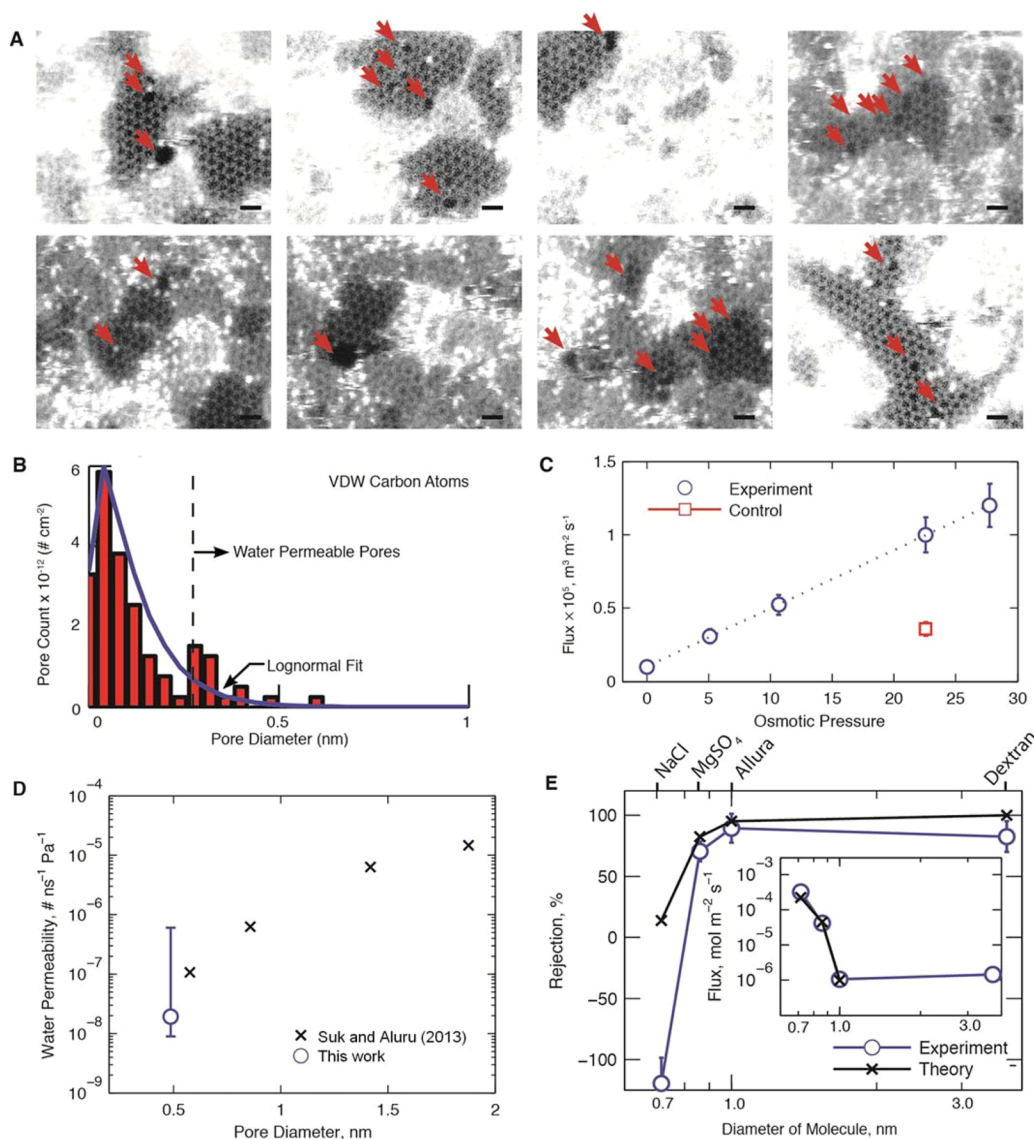 A
B
6
4
2
0
Pore Count x 10⁻¹² (# cm⁻²)
VDW Carbon Atoms
Water Permeable Pores
Lognormal Fit
0
0.5
1
Pore Diameter (nm)
C
1.5
1
0.5
0
Flux × 10⁵, m³ m⁻² s⁻¹
Experiment
Control
0
5
10
15
20
25
30
Osmotic Pressure
D
10⁻⁴
10⁻⁵
10⁻⁶
10⁻⁷
10⁻⁸
10⁻⁹
Water Permeability, # ns⁻¹ Pa⁻¹
Suk and Aluru (2013)
This work
0.5
1
1.5
2
Pore Diameter, nm
E
NaCl
MgSO₄
Allura
Dextran
100
50
0
−50
−100
Rejection, %
10⁻³
10⁻⁴
10⁻⁵
10⁻⁶
Flux, mol m⁻² s⁻¹
0.7
1.0
3.0
Experiment
Theory
0.7
1.0
3.0
Diameter of Molecule, nm